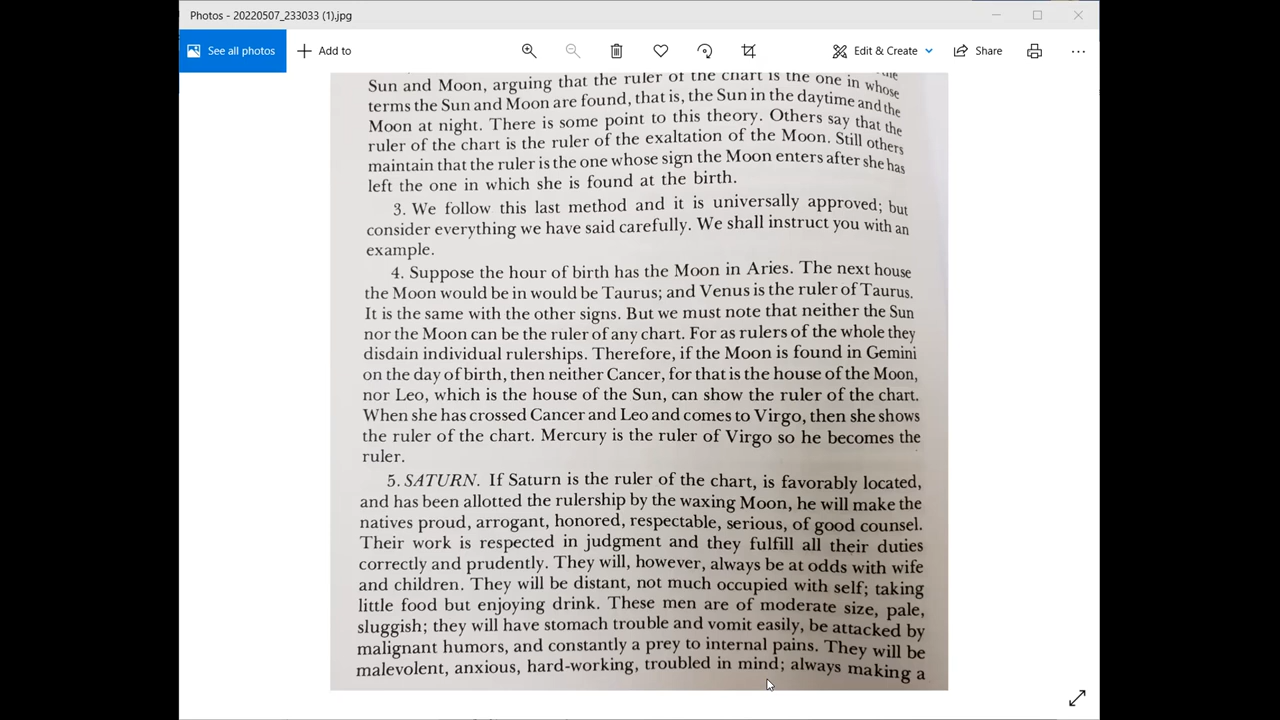 Photos - 20220507_233033 (1).jpg
See all photos
Add to
Edit & Create
Share
the
Sun and Moon, arguing that the ruler of the chart is the one in whose
terms the Sun and Moon are found, that is, the Sun in the daytime and the
Moon at night. There is some point to this theory. Others say that the
ruler of the chart is the ruler of the exaltation of the Moon. Still others
maintain that the ruler is the one whose sign the Moon enters after she has
left the one in which she is found at the birth.
3. We follow this last method and it is universally approved; but
consider everything we have said carefully. We shall instruct you with an
example.
4. Suppose the hour of birth has the Moon in Aries. The next house
the Moon would be in would be Taurus; and Venus is the ruler of Taurus.
It is the same with the other signs. But we must note that neither the Sun
nor the Moon can be the ruler of any chart. For as rulers of the whole they
disdain individual rulerships. Therefore, if the Moon is found in Gemini
on the day of birth, then neither Cancer, for that is the house of the Moon,
nor Leo, which is the house of the Sun, can show the ruler of the chart.
When she has crossed Cancer and Leo and comes to Virgo, then she shows
the ruler of the chart. Mercury is the ruler of Virgo so he becomes the
ruler.
5. SATURN. If Saturn is the ruler of the chart, is favorably located,
and has been allotted the rulership by the waxing Moon, he will make the
natives proud, arrogant, honored, respectable, serious, of good counsel.
Their work is respected in judgment and they fulfill all their duties
correctly and prudently. They will, however, always be at odds with wife
and children. They will be distant, not much occupied with self; taking
little food but enjoying drink. These men are of moderate size, pale,
sluggish; they will have stomach trouble and vomit easily, be attacked by
malignant humors, and constantly a prey to internal pains. They will be
malevolent, anxious, hard-working, troubled in mind; always making a